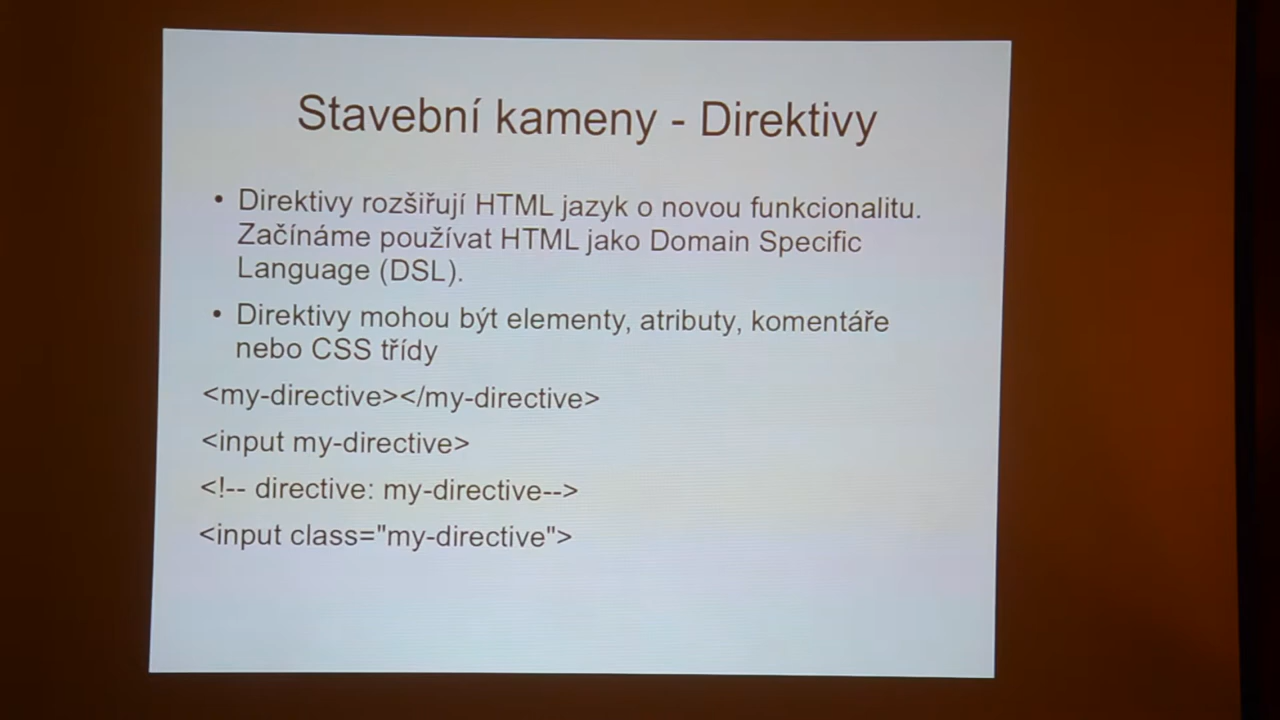 Stavební kameny - Direktivy
• Direktivy rozšiřují HTML jazyk o novou funkcionalitu.
Začínáme používat HTML jako Domain Specific
Language (DSL).
• Direktivy mohou být elementy, atributy, komentáře
nebo CSS třídy
<my-directive></my-directive>
<input my-directive>
<!-- directive: my-directive-->
<input class="my-directive">